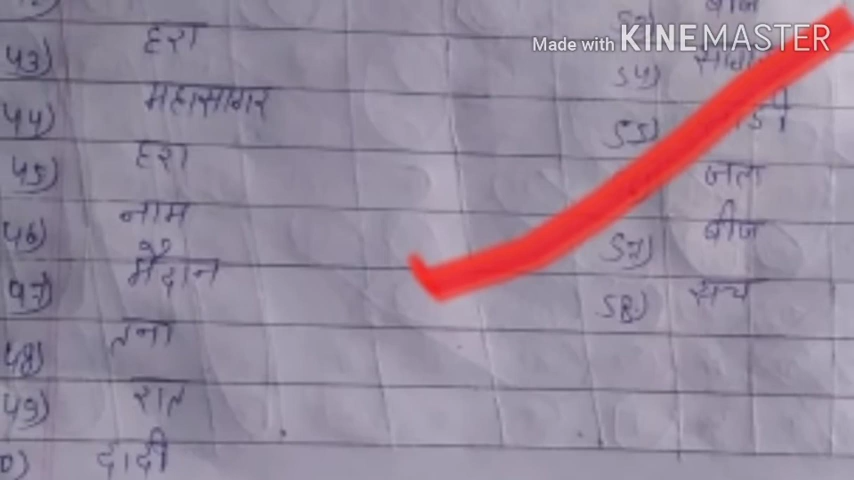 Made with KINEMASTER
43) हरा
44) महासागर
45) हरा
46) नाम
47) मैदान
48) तना
49) रात
दादी
बीज
54)
55)
जल
57) बीज
58) सच